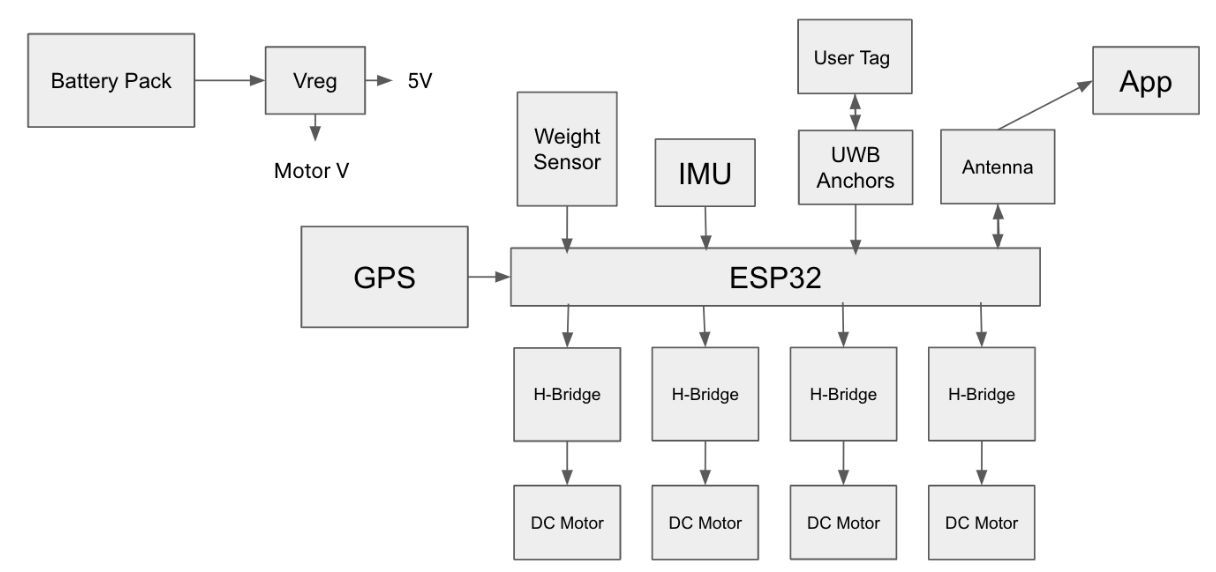 User Tag
Battery Pack
Vreg
5V
App
Weight
Sensor
UWB
Anchors
Antenna
Motor V
IMU
GPS
ESP32
H-Bridge
H-Bridge
H-Bridge
H-Bridge
DC Motor
DC Motor
DC Motor
DC Motor